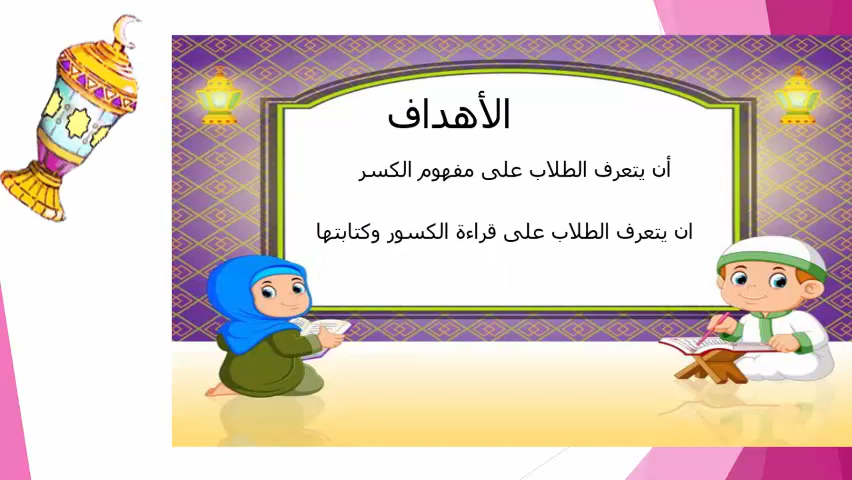 الأهداف
أن يتعرف الطلاب على مفهوم الكسر
ان يتعرف الطلاب على قراءة الكسور وكتابتها